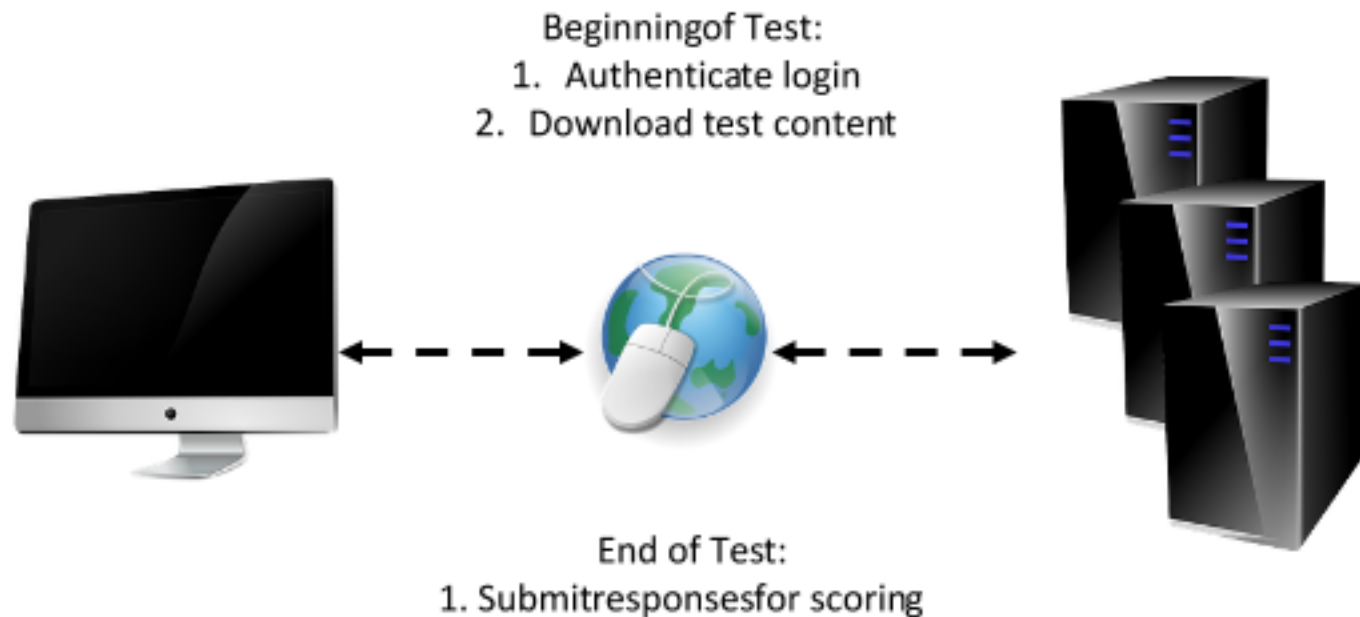 Beginningof Test:
1. Authenticate login
2. Download test content
End of Test:
1. Submitresponsesfor scoring